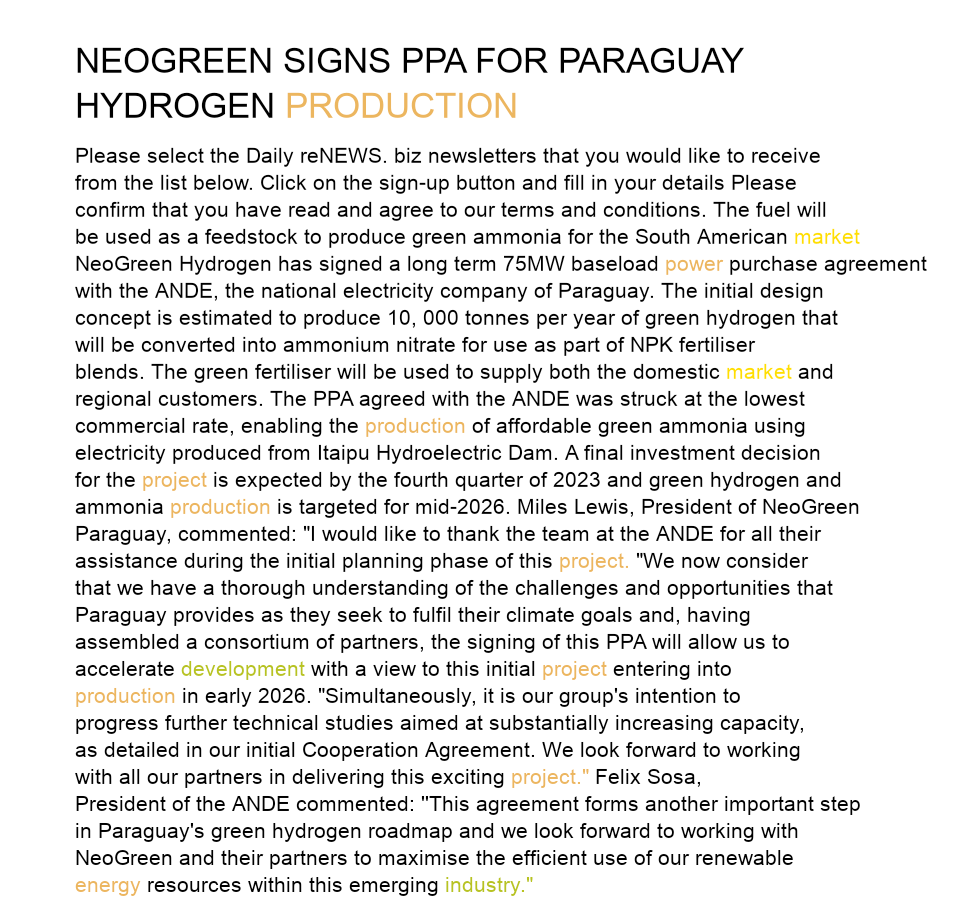 NEOGREEN SIGNS PPA FOR PARAGUAY
HYDROGEN PRODUCTION
Please select the Daily reNEWS. biz newsletters that you would like to receive
from the list below. Click on the sign-up button and fill in your details Please
confirm that you have read and agree to our terms and conditions. The fuel will
be used as a feedstock to produce green ammonia for the South American market
NeoGreen Hydrogen has signed a long term 75MW baseload power purchase agreement
with the ANDE, the national electricity company of Paraguay. The initial design
concept is estimated to produce 10, 000 tonnes per year of green hydrogen that
will be converted into ammonium nitrate for use as part of NPK fertiliser
blends. The green fertiliser will be used to supply both the domestic market and
regional customers. The PPA agreed with the ANDE was struck at the lowest
commercial rate, enabling the production of affordable green ammonia using
electricity produced from Itaipu Hydroelectric Dam. A final investment decision
for the project is expected by the fourth quarter of 2023 and green hydrogen and
ammonia production is targeted for mid-2026. Miles Lewis, President of NeoGreen
Paraguay, commented: "I would like to thank the team at the ANDE for all their
assistance during the initial planning phase of this project. "We now consider
that we have a thorough understanding of the challenges and opportunities that
Paraguay provides as they seek to fulfil their climate goals and, having
assembled a consortium of partners, the signing of this PPA will allow us to
accelerate development with a view to this initial project entering into
production in early 2026. "Simultaneously, it is our group's intention to
progress further technical studies aimed at substantially increasing capacity,
as detailed in our initial Cooperation Agreement. We look forward to working
with all our partners in delivering this exciting project." Felix Sosa,
President of the ANDE commented: "This agreement forms another important step
in Paraguay's green hydrogen roadmap and we look forward to working with
NeoGreen and their partners to maximise the efficient use of our renewable
energy resources within this emerging industry."